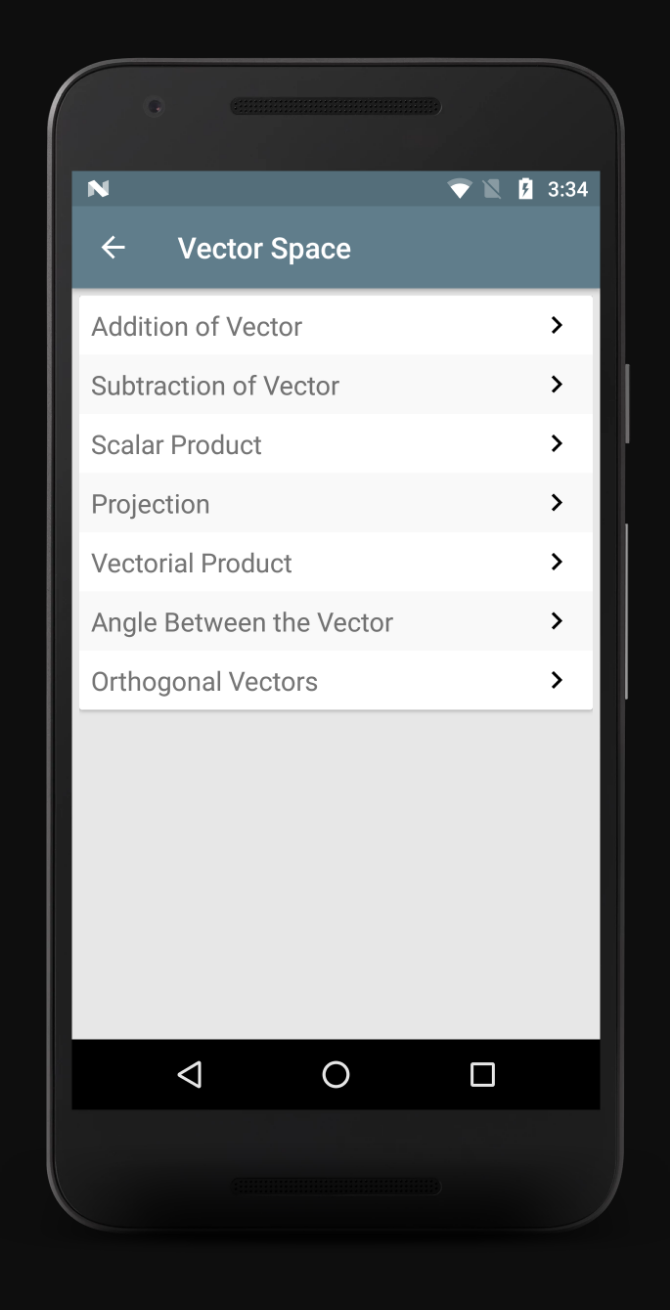 3:34
Vector Space
Addition of Vector
Subtraction of Vector
Scalar Product
Projection
Vectorial Product
Angle Between the Vector
Orthogonal Vectors